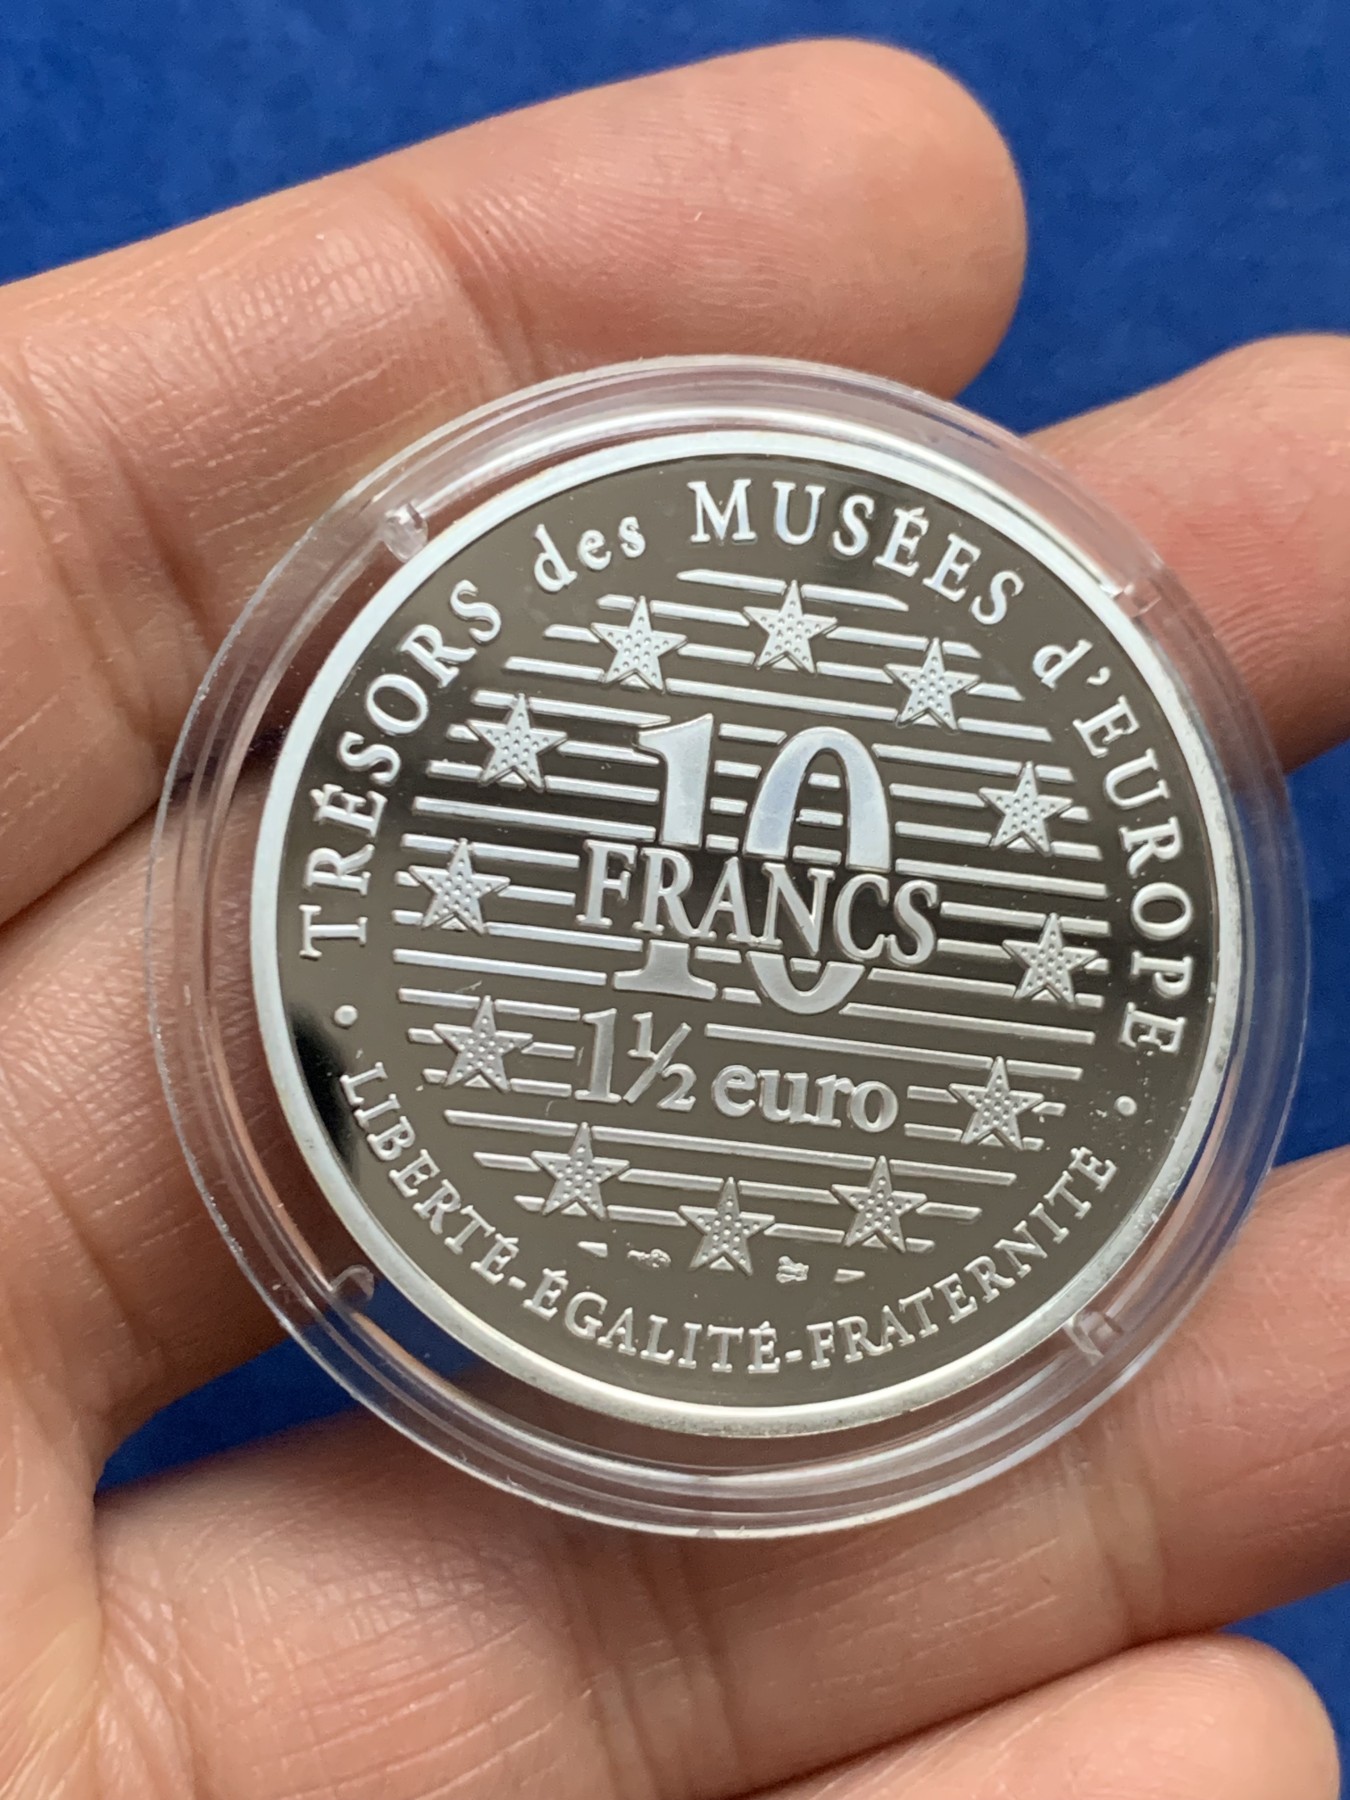 TRÉSORS des MUSÉES d'EUROPE
10
FRANCS
1½ euro
LIBERTÉ-ÉGALITÉ-FRATERNITÉ